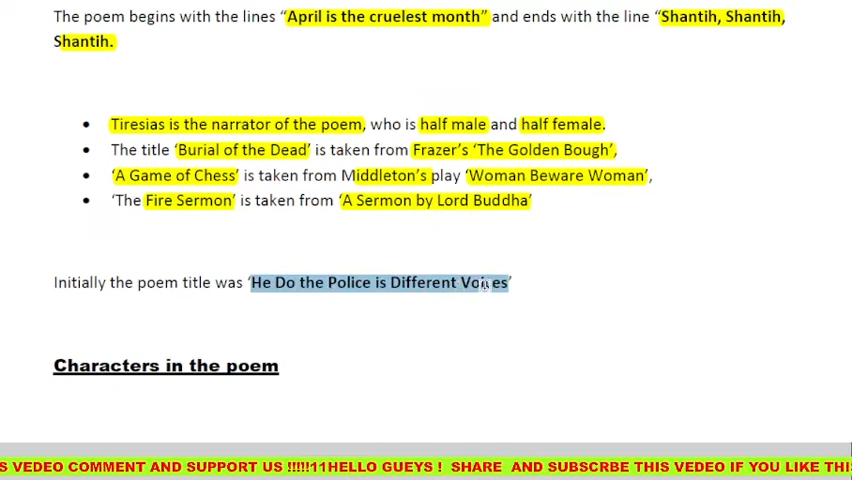 The poem begins with the lines “April is the cruelest month” and ends with the line “Shantih, Shantih,
Shantih.
• Tiresias is the narrator of the poem, who is half male and half female.
• The title ‘Burial of the Dead’ is taken from Frazer’s ‘The Golden Bough’,
• ‘A Game of Chess’ is taken from Middleton’s play ‘Woman Beware Woman’,
• ‘The Fire Sermon’ is taken from ‘A Sermon by Lord Buddha’
Initially the poem title was ‘He Do the Police is Different Voices’
Characters in the poem
S VEDEO COMMENT AND SUPPORT US !!!!!11HELLO GUEYS ! SHARE AND SUBSCRBE THIS VEDEO IF YOU LIKE THI